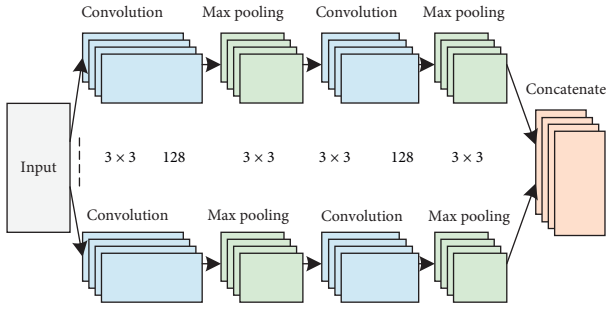 Convolution Max pooling Convolution Max pooling
Concatenate
Input 3 × 3 128 3 × 3 3 × 3 128 3 × 3
Convolution Max pooling Convolution Max pooling